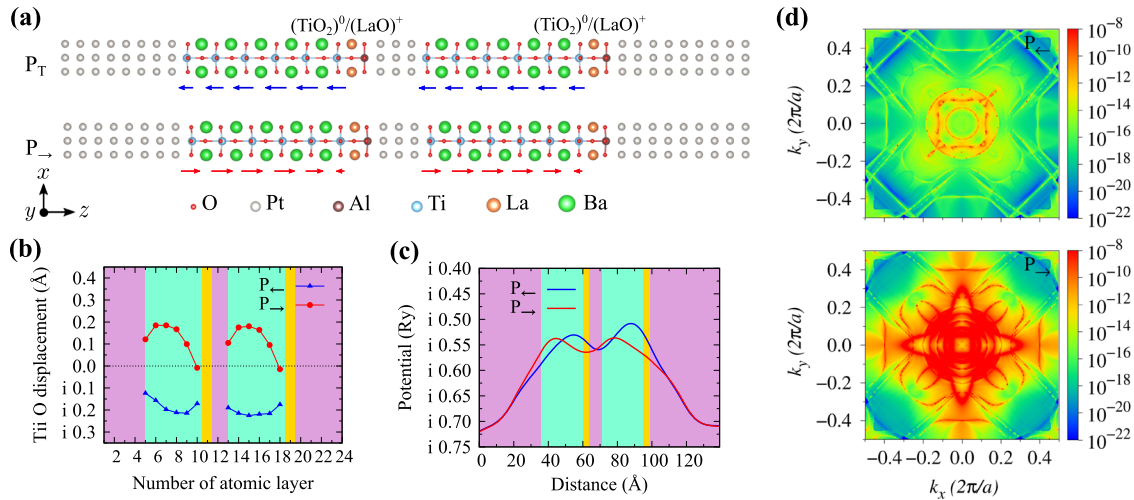 (a)
(TiO₂)⁰/(LaO)⁺ (TiO₂)⁰/(LaO)⁺
P_T
P→
x
y z
O Pt Al Ti La Ba
(b)
Tii O displacement (Å)
0.4
0.3
0.2
0.1
0.0
i 0.1
i 0.2
i 0.3
P←
P→
2 4 6 8 10 12 14 16 18 20 22 24
Number of atomic layer
(c)
Potential (Ry)
i 0.40
i 0.45
i 0.50
i 0.55
i 0.60
i 0.65
i 0.70
i 0.75
P←
P→
0 20 40 60 80 100 120
Distance (Å)
(d)
P←
k_y (2π/a)
0.4
0.2
0.0
−0.2
−0.4
10⁻⁸
10⁻¹⁰
10⁻¹²
10⁻¹⁴
10⁻¹⁶
10⁻¹⁸
10⁻²⁰
10⁻²²
P→
k_y (2π/a)
0.4
0.2
0.0
−0.2
−0.4
10⁻⁸
10⁻¹⁰
10⁻¹²
10⁻¹⁴
10⁻¹⁶
10⁻¹⁸
10⁻²⁰
10⁻²²
−0.4 −0.2 0.0 0.2 0.4
k_x (2π/a)